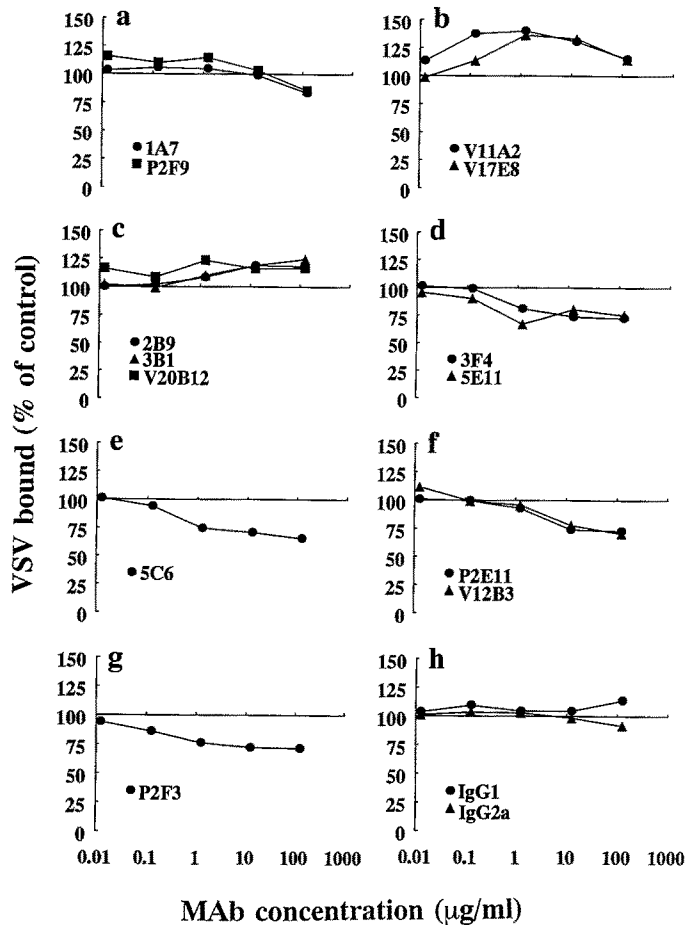 a
150
125
100
75
50
25
0
1A7
P2F9
b
150
125
100
75
50
25
0
V11A2
V17E8
c
150
125
100
75
50
25
0
2B9
3B1
V20B12
d
150
125
100
75
50
25
0
3F4
5E11
e
150
125
100
75
50
25
0
5C6
f
150
125
100
75
50
25
0
P2E11
V12B3
g
150
125
100
75
50
25
0
P2F3
0.01 0.1 1 10 100 1000
h
150
125
100
75
50
25
0
IgG1
IgG2a
0.01 0.1 1 10 100 1000
VSV bound (% of control)
MAb concentration (μg/ml)